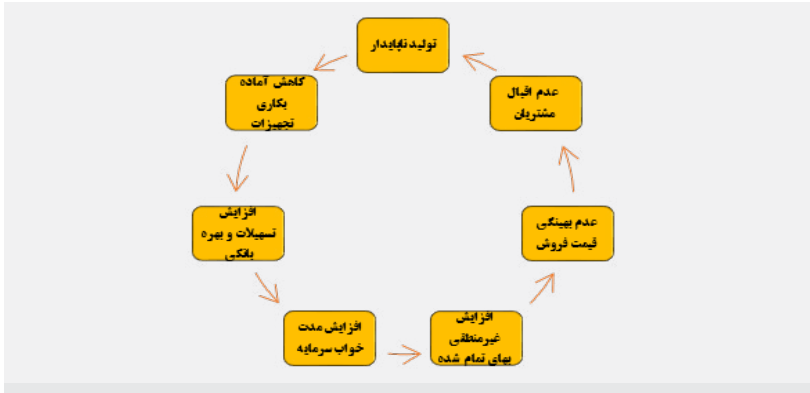 تولید ناپایدار
کاهش آماده
بکاری
تجهیزات
افزایش
تسهیلات و بهره
بانکی
افزایش مدت
خواب سرمایه
افزایش
غیرمنطقی
بهای تمام شده
عدم بهینگی
قیمت فروش
عدم اقبال
مشتریان